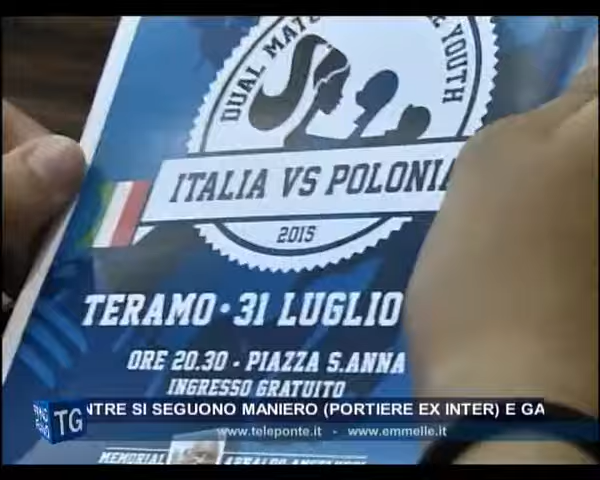 DUAL MATCH YOUTH
ITALIA VS POLONIA
2015
TERAMO · 31 LUGLIO
ORE 20.30 - PIAZZA S.ANNA
INGRESSO GRATUITO
TG
NTRE SI SEGUONO MANIERO (PORTIERE EX INTER) E GA
www.teleponte.it - www.emmelle.it
MEMORIAL